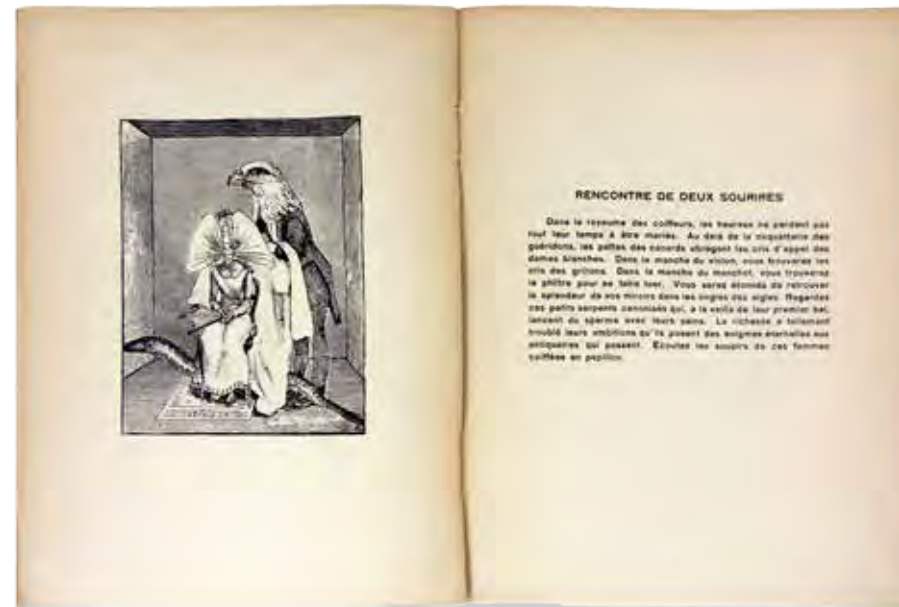 RENCONTRE DE DEUX SOURIRES
Dans le royaume des coiffeurs, les heureux ne perdent pas
tout leur temps à être mariés. Au delà de la coquetterie des
guéridons, les pattes des canards abrègent les cris d'appel des
dames blanches. Dans la manche du violon, vous trouverez les
cris des grillons. Dans la manche du manchot, vous trouverez
le philtre pour se faire tuer. Vous serez étonnés de retrouver
la splendeur de vos miroirs dans les ongles des aigles. Regardez
ces petits serpents canonisés qui, à la veille de leur premier bal,
lancent du sperme avec leurs seins. La richesse a tellement
troublé leurs ambitions qu'ils posent des énigmes éternelles aux
antiquaires qui passent. Écoutez les soupirs de ces femmes
coiffées en papillon.